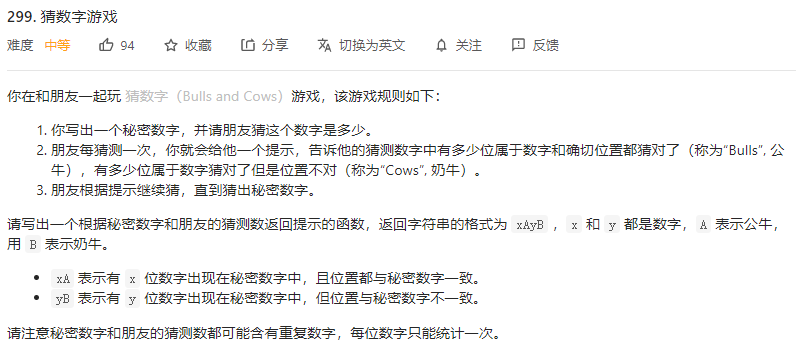 299. 猜数字游戏
难度 中等 94 收藏 分享 切换为英文 关注 反馈
你在和朋友一起玩 猜数字（Bulls and Cows）游戏，该游戏规则如下：
1. 你写出一个秘密数字，并请朋友猜这个数字是多少。
2. 朋友每猜测一次，你就会给他一个提示，告诉他的猜测数字中有多少位属于数字和确切位置都猜对了（称为“Bulls”, 公
牛），有多少位属于数字猜对了但是位置不对（称为“Cows”, 奶牛）。
3. 朋友根据提示继续猜，直到猜出秘密数字。
请写出一个根据秘密数字和朋友的猜测数返回提示的函数，返回字符串的格式为 xAyB ，x 和 y 都是数字，A 表示公牛，
用 B 表示奶牛。
• xA 表示有 x 位数字出现在秘密数字中，且位置都与秘密数字一致。
• yB 表示有 y 位数字出现在秘密数字中，但位置与秘密数字不一致。
请注意秘密数字和朋友的猜测数都可能含有重复数字，每位数字只能统计一次。